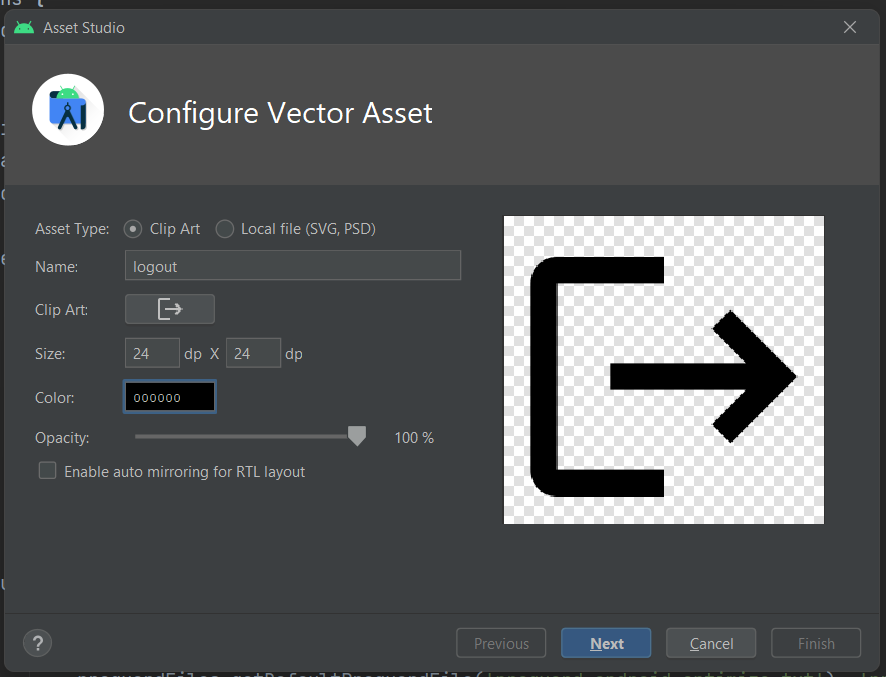 Asset Studio
Configure Vector Asset
Asset Type: Clip Art Local file (SVG, PSD)
Name: logout
Clip Art:
Size: 24 dp X 24 dp
Color: 000000
Opacity: 100 %
Enable auto mirroring for RTL layout
? Previous Next Cancel Finish